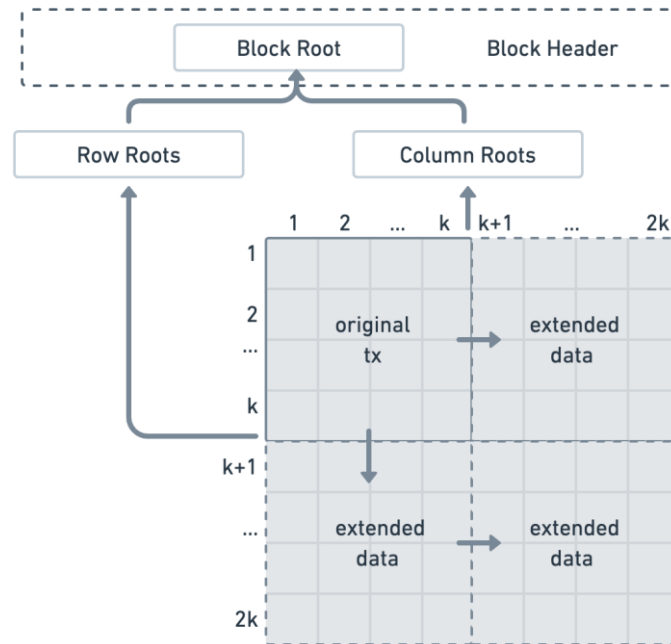 Block Root
Block Header
Row Roots
Column Roots
1 2 ... k k+1 ... 2k
1
2
...
k
k+1
...
2k
original
tx
extended
data
extended
data
extended
data